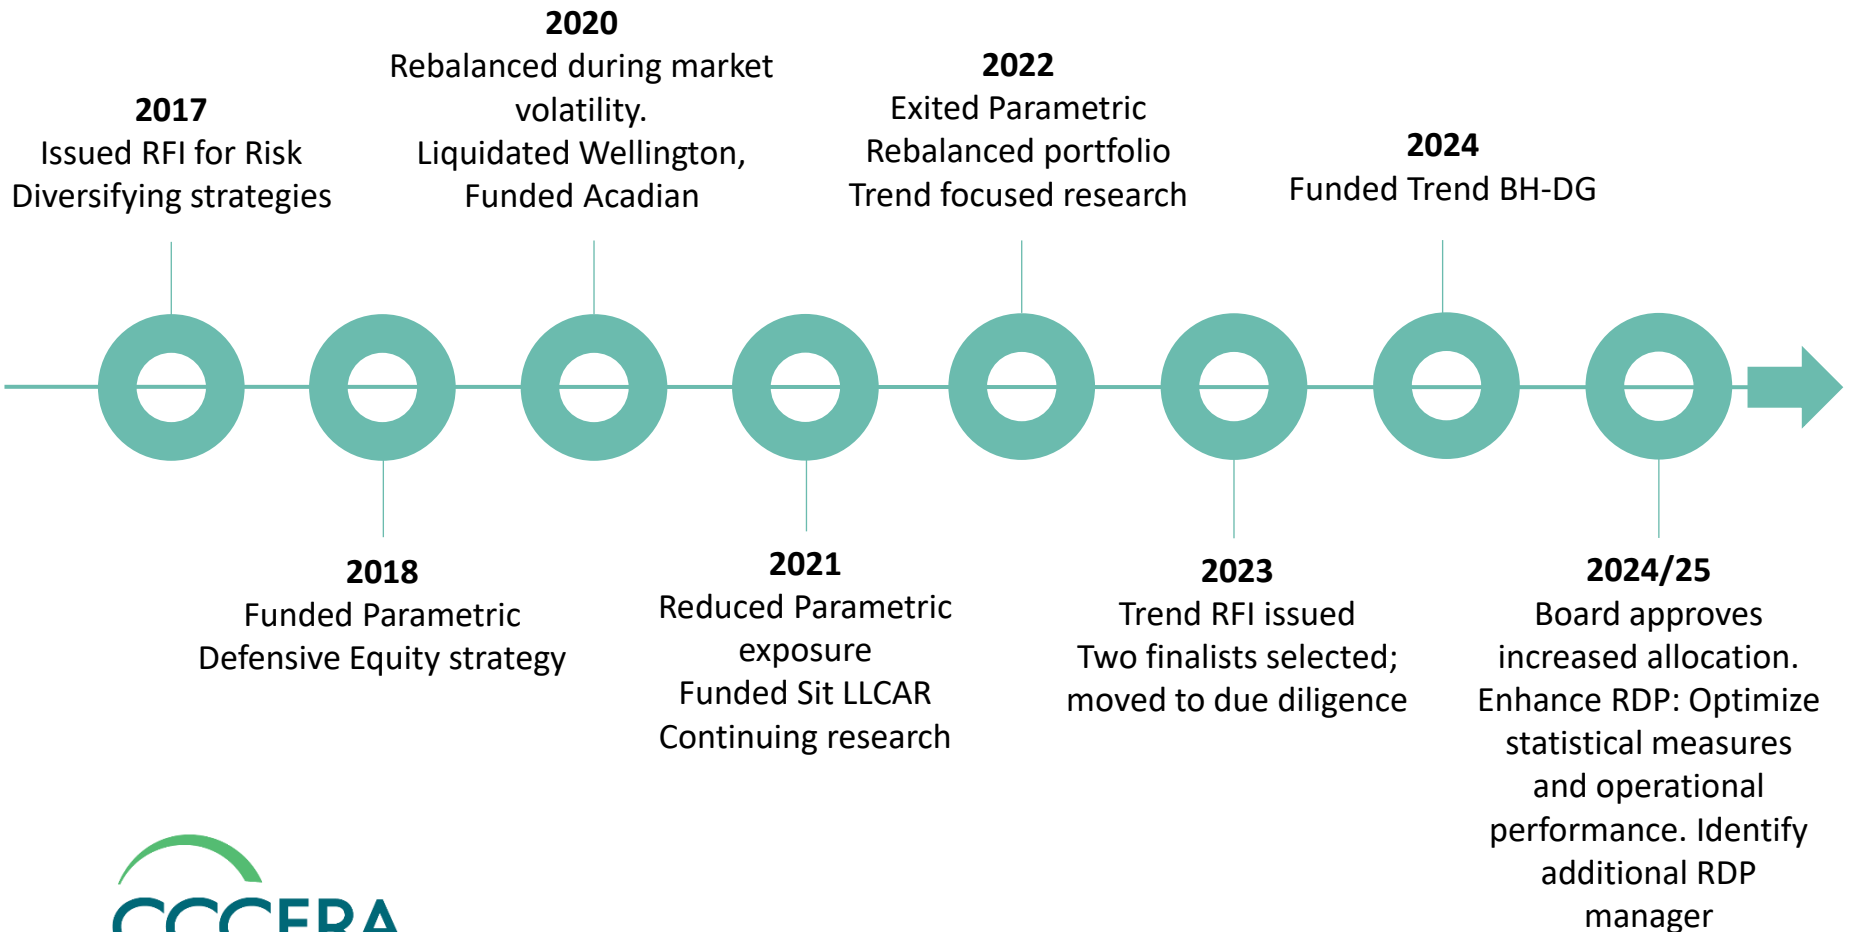 2017
Issued RFI for Risk
Diversifying strategies
2018
Funded Parametric
Defensive Equity strategy
2020
Rebalanced during market
volatility.
Liquidated Wellington,
Funded Acadian
2021
Reduced Parametric
exposure
Funded Sit LLCAR
Continuing research
2022
Exited Parametric
Rebalanced portfolio
Trend focused research
2023
Trend RFI issued
Two finalists selected;
moved to due diligence
2024
Funded Trend BH-DG
2024/25
Board approves
increased allocation.
Enhance RDP: Optimize
statistical measures
and operational
performance. Identify
additional RDP
manager
CCCERA